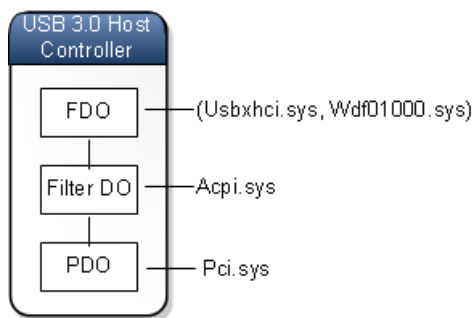 USB 3.0 Host
Controller
FDO
(Usbxhci.sys, Wdf01000.sys)
Filter DO
Acpi.sys
PDO
Pci.sys